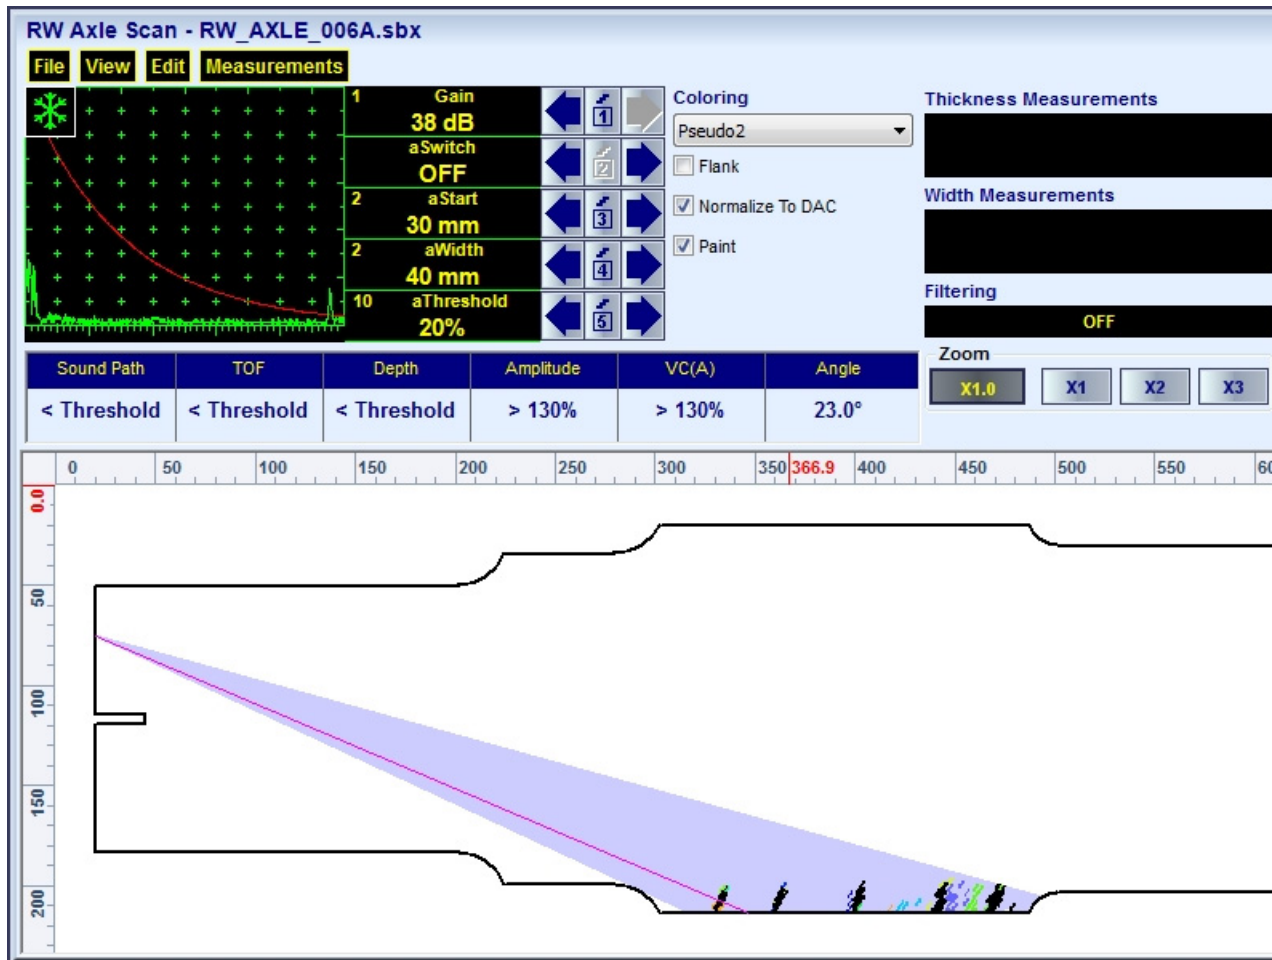 RW Axle Scan - RW_AXLE_006A.sbx
File View Edit Measurements
1 Gain
38 dB
1
aSwitch
OFF
2
2 aStart
30 mm
3
2 aWidth
40 mm
4
10 aThreshold
20%
5
Coloring
Pseudo2
Flank
Normalize To DAC
Paint
Thickness Measurements
Width Measurements
Filtering
OFF
Zoom
X1.0 X1 X2 X3
Sound Path TOF Depth Amplitude VC(A) Angle
< Threshold < Threshold < Threshold > 130% > 130% 23.0°
0 50 100 150 200 250 300 350 366.9 400 450 500 550
0.0
50
100
150
200